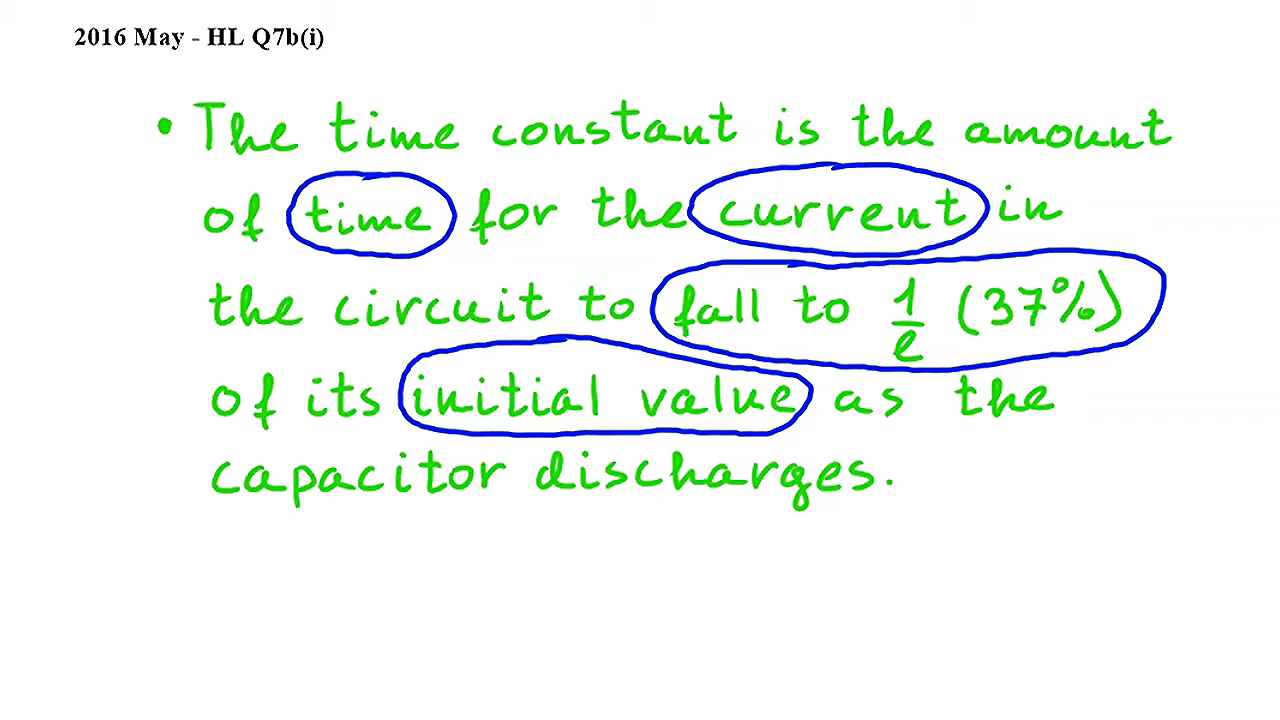 2016 May - HL Q7b(i)
• The time constant is the amount
of time for the current in
the circuit to fall to 1/e (37%)
of its initial value as the
capacitor discharges.